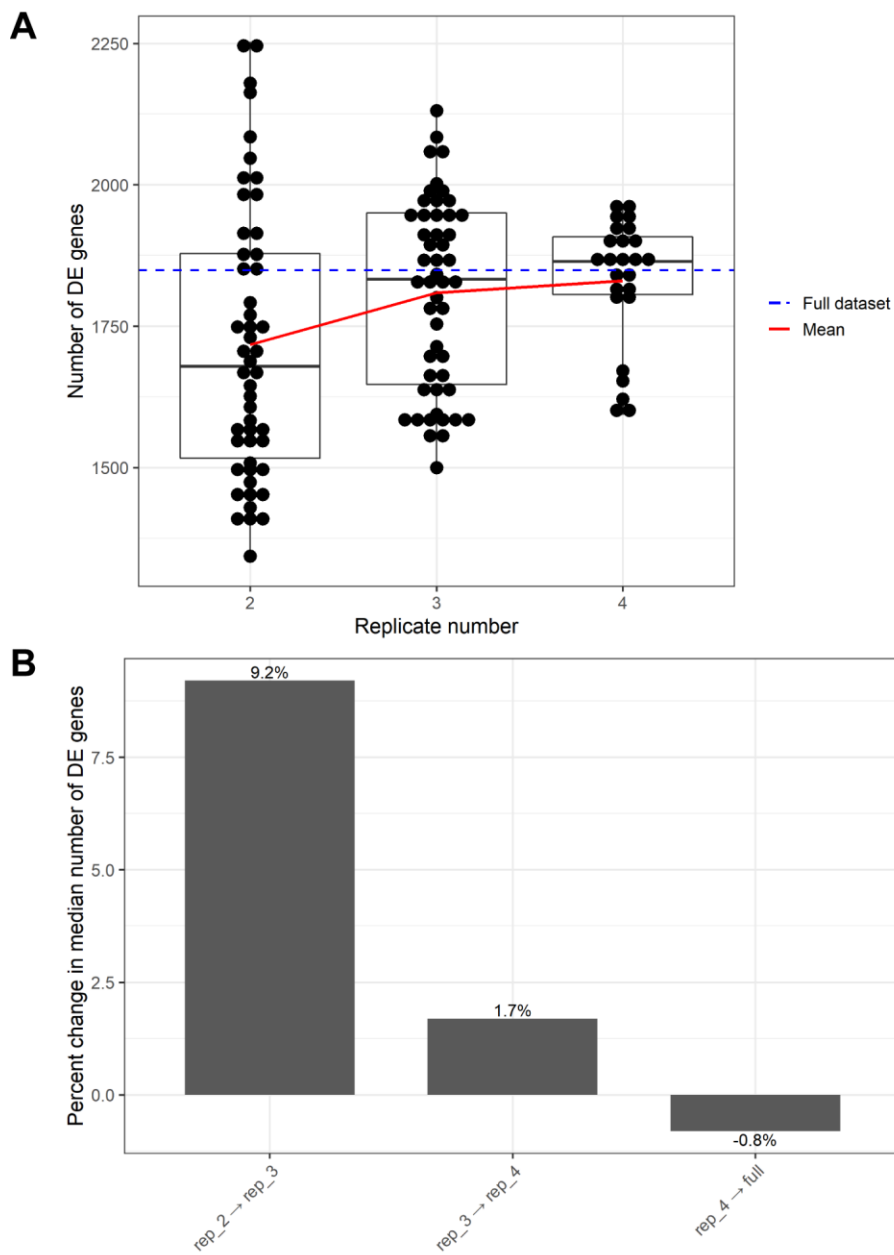 A
Number of DE genes
2250
2000
1750
1500
2
3
4
Replicate number
Full dataset
Mean
B
Percent change in median number of DE genes
7.5
5.0
2.5
0.0
9.2%
1.7%
-0.8%
rep_2 → rep_3
rep_3 → rep_4
rep_4 → full